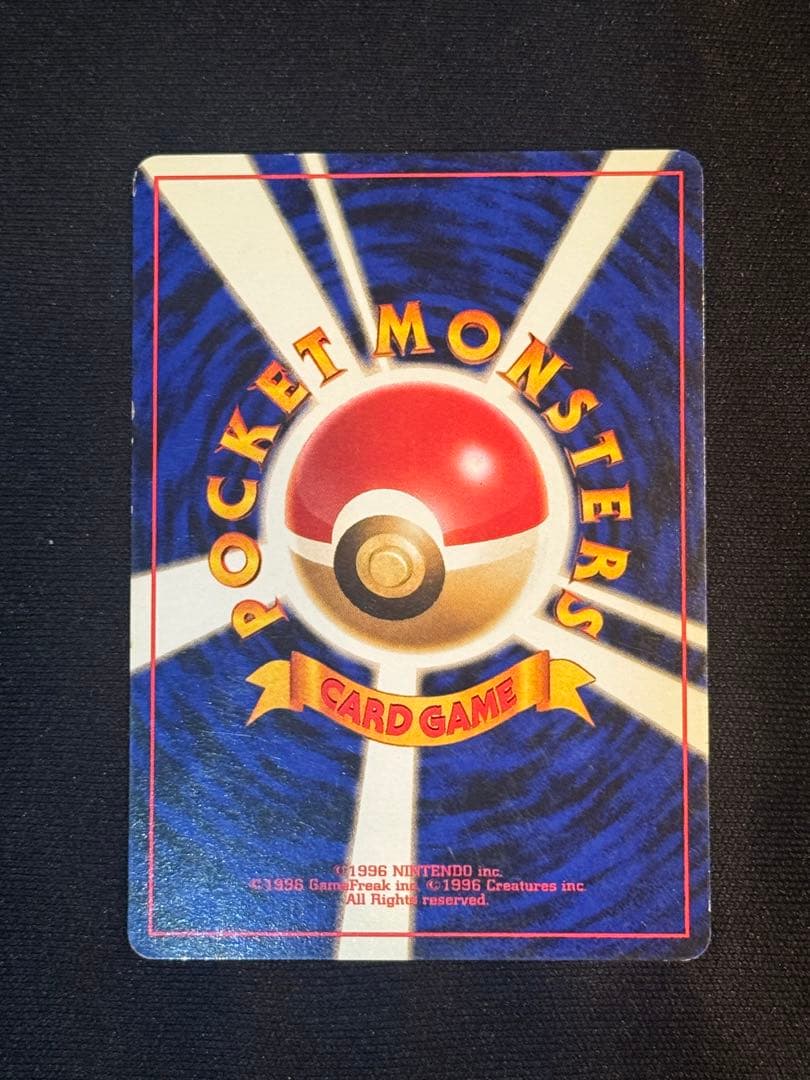 POCKET MONSTERS
CARD GAME
©1996 NINTENDO inc.
©1996 GameFreak inc. ©1996 Creatures inc.
All Rights reserved.